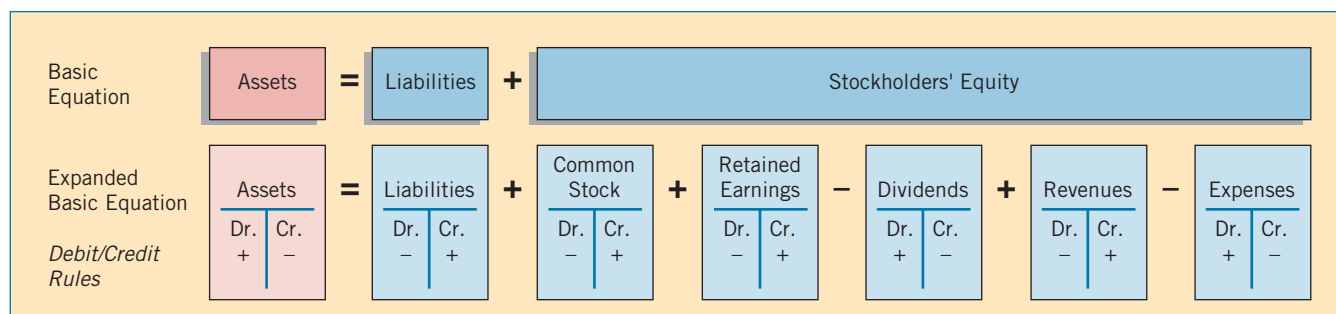 Basic
Equation
Assets = Liabilities + Stockholders' Equity
Expanded
Basic Equation
Debit/Credit
Rules
Assets = Liabilities + Common
Stock + Retained
Earnings – Dividends + Revenues – Expenses
Dr. Cr. Dr. Cr. Dr. Cr. Dr. Cr. Dr. Cr. Dr. Cr. Dr. Cr.
+ – – + – + – + + – – + + –